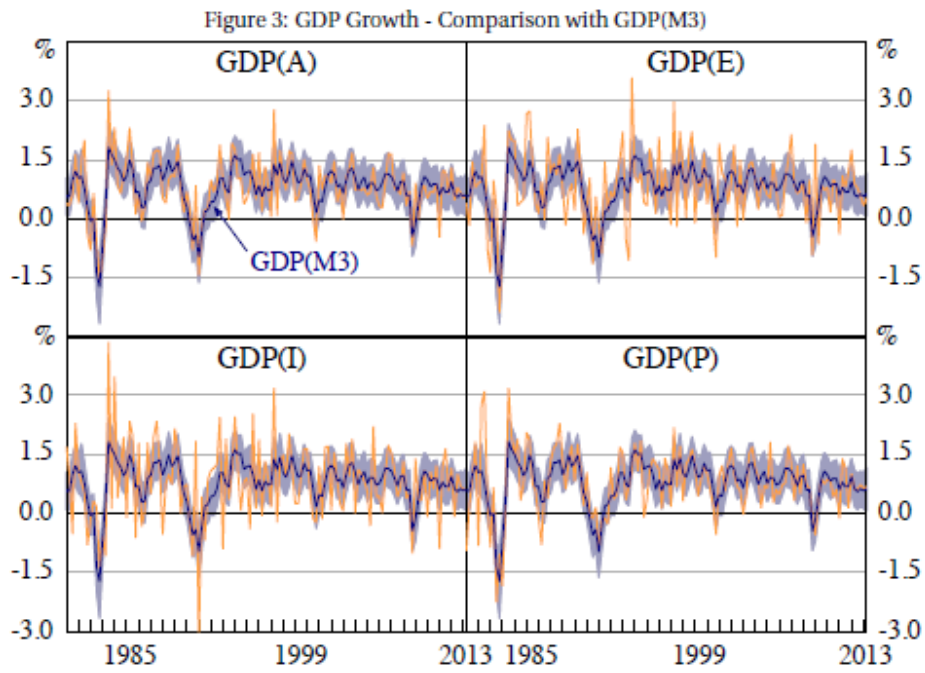 Figure 3: GDP Growth - Comparison with GDP(M3)
% %
GDP(A) GDP(E)
3.0 3.0
1.5 1.5
0.0 0.0
GDP(M3)
-1.5 -1.5
% %
GDP(I) GDP(P)
3.0 3.0
1.5 1.5
0.0 0.0
-1.5 -1.5
-3.0 -3.0
1985 1999 2013 1985 1999 2013